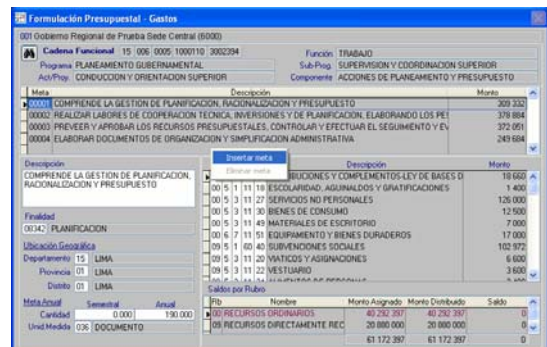 Formulación Presupuestal - Gastos
001 Gobierno Regional de Prueba Sede Central (6000)
Cadena Funcional 15 006 0005 1000110 3002394 Función TRABAJO
Programa PLANEAMIENTO GUBERNAMENTAL Sub-Prog. SUPERVISION Y COORDINACION SUPERIOR
Act/Proy. CONDUCCION Y ORIENTACION SUPERIOR Componente ACCIONES DE PLANEAMIENTO Y PRESUPUESTO
Meta Descripción Monto
00001 COMPRENDE LA GESTION DE PLANIFICACION, RACIONALIZACION Y PRESUPUESTO 309 332
00002 REALIZAR LABORES DE COOPERACION TECNICA, INVERSIONES Y DE PLANIFICACION, ELABORANDO LOS PE 378 884
00003 PREVEER Y APROBAR LOS RECURSOS PRESUPUESTALES, CONTROLAR Y EFECTUAR EL SEGUIMIENTO Y EV 372 051
00004 ELABORAR DOCUMENTOS DE ORGANIZACION Y SIMPLIFICACION ADMINISTRATIVA 249 684
Insertar meta
Eliminar meta
Descripción
COMPRENDE LA GESTION DE PLANIFICACION, RACIONALIZACION Y PRESUPUESTO
Finalidad
00342 PLANIFICACION
Ubicación Geográfica
Departamento 15 LIMA
Provincia 01 LIMA
Distrito 01 LIMA
Meta Anual Semestral Anual
Cantidad 0.000 190.000
Unid.Medida 036 DOCUMENTO
Descripción Monto
BUCIONES Y COMPLEMENTOS-LEY DE BASES D 18 660
00 5 1 11 18 ESCOLARIDAD, AGUINALDOS Y GRATIFICACIONES 1 400
00 5 3 11 27 SERVICIOS NO PERSONALES 126 000
00 5 3 11 30 BIENES DE CONSUMO 12 500
00 5 3 11 49 MATERIALES DE ESCRITORIO 7 000
00 6 7 11 51 EQUIPAMIENTO Y BIENES DURADEROS 17 000
09 5 1 60 40 SUBVENCIONES SOCIALES 102 972
09 5 3 11 20 VIATICOS Y ASIGNACIONES 6 600
09 5 3 11 22 VESTUARIO 3 600
Saldos por Rubro
Rb Nombre Monto Asignado Monto Distribuido Saldo
00 RECURSOS ORDINARIOS 40 292 397 40 292 397 0
09 RECURSOS DIRECTAMENTE REC 20 880 000 20 880 000 0
61 172 397 61 172 397 0